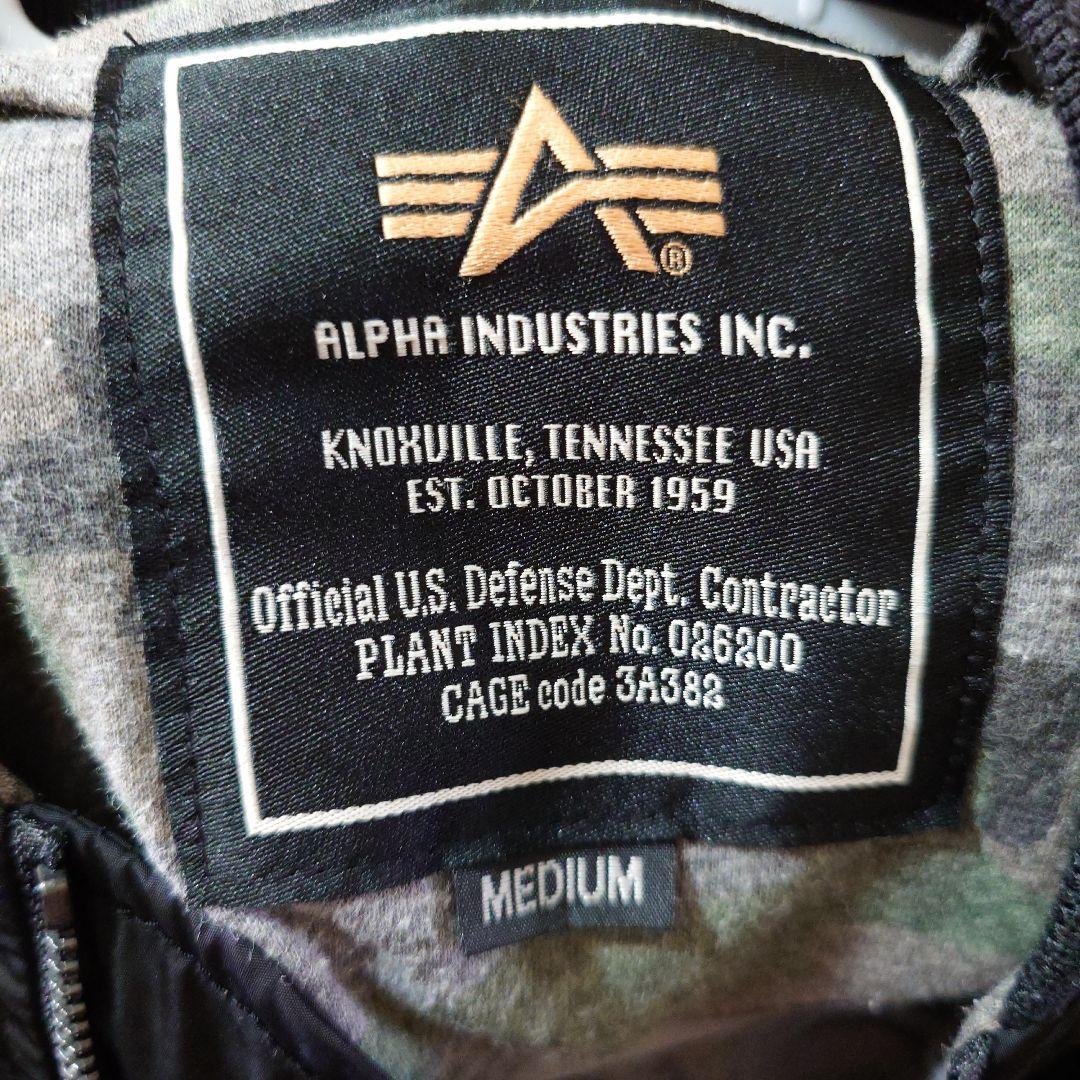 ®
ALPHA INDUSTRIES INC.
KNOXVILLE, TENNESSEE USA
EST. OCTOBER 1959
Official U.S. Defense Dept. Contractor
PLANT INDEX No. 026200
CAGE code 3A382
MEDIUM